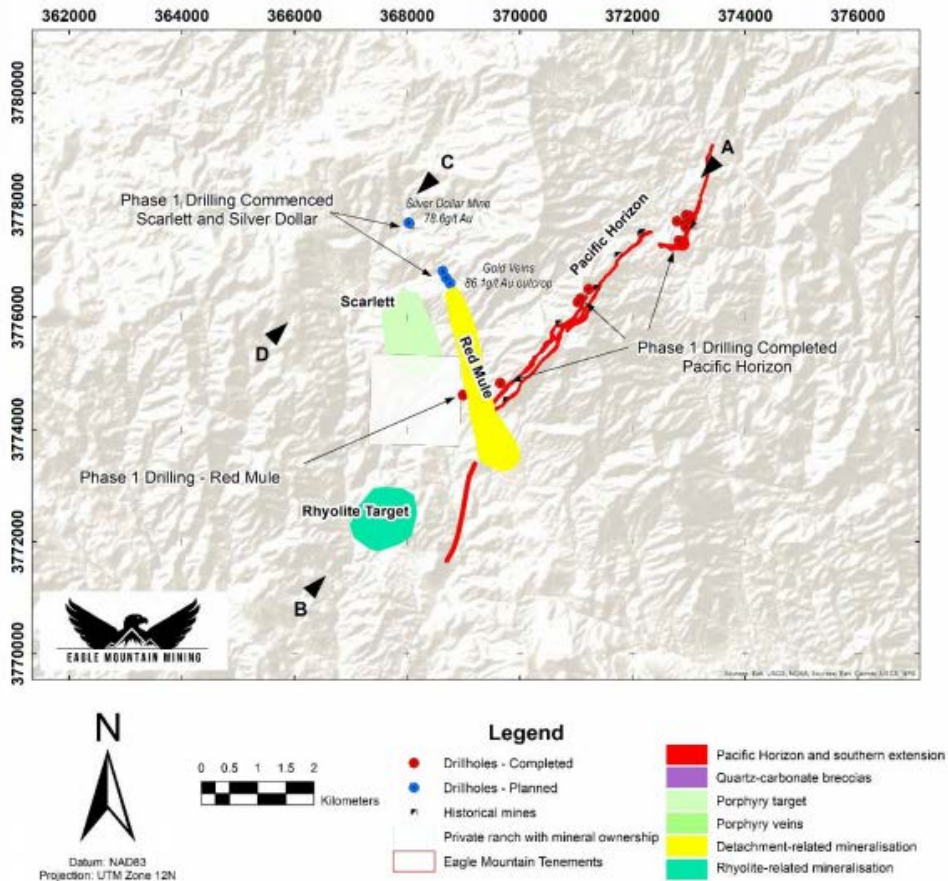 362000 364000 366000 368000 370000 372000 374000 376000
3780000
3778000
3776000
3774000
3772000
3770000
A
C
Phase 1 Drilling Commenced
Scarlett and Silver Dollar
Silver Dollar Mine
78.6g/t Au
Pacific Horizon
Gold Veins
86.1g/t Au outcrop
Scarlett
D
Red Mule
Phase 1 Drilling Completed
Pacific Horizon
Phase 1 Drilling - Red Mule
Rhyolite Target
B
EAGLE MOUNTAIN MINING
N
0 0.5 1 1.5 2
Kilometers
Datum: NAD83
Projection: UTM Zone 12N
Legend
Drillholes - Completed
Drillholes - Planned
Historical mines
Private ranch with mineral ownership
Eagle Mountain Tenements
Pacific Horizon and southern extension
Quartz-carbonate breccias
Porphyry target
Porphyry veins
Detachment-related mineralisation
Rhyolite-related mineralisation